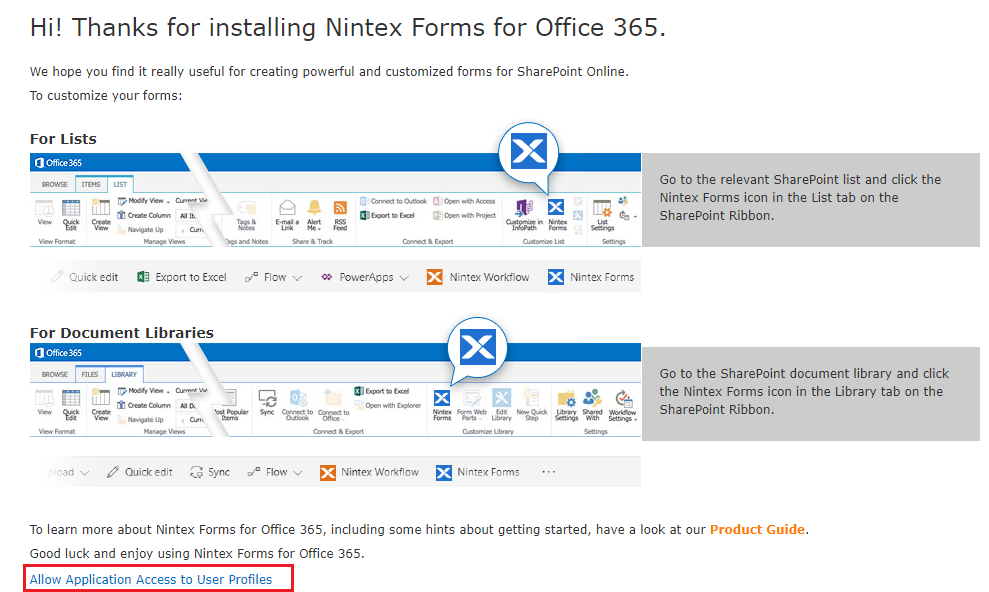 Hi! Thanks for installing Nintex Forms for Office 365.
We hope you find it really useful for creating powerful and customized forms for SharePoint Online.
To customize your forms:
For Lists
Office 365
BROWSE ITEMS LIST
View Quick Edit Create View Modify View Create Column Navigate Up Current View All It Curr
Tags & Notes E-mail a Link Alert Me RSS Feed Connect to Outlook Export to Excel Open with Access Open with Project Customize in InfoPath Nintex Forms List Settings
View Format Manage Views Tags and Notes Share & Track Connect & Export Customize List Settings
Go to the relevant SharePoint list and click the
Nintex Forms icon in the List tab on the
SharePoint Ribbon.
Quick edit Export to Excel Flow PowerApps Nintex Workflow Nintex Forms
For Document Libraries
Office 365
BROWSE FILES LIBRARY
View Quick Edit Create View Modify View Create Column Navigate Up Current View All D Curr
Most Popular Items Sync Connect to Outlook Connect to Office Export to Excel Open with Explorer Nintex Forms Form Web Parts Edit Library New Quick Step Library Settings Shared With Workflow Settings
View Format Manage Views Connect & Export Customize Library Settings
Go to the SharePoint document library and click
the Nintex Forms icon in the Library tab on the
SharePoint Ribbon.
Upload Quick edit Sync Flow Nintex Workflow Nintex Forms ...
To learn more about Nintex Forms for Office 365, including some hints about getting started, have a look at our Product Guide.
Good luck and enjoy using Nintex Forms for Office 365.
Allow Application Access to User Profiles